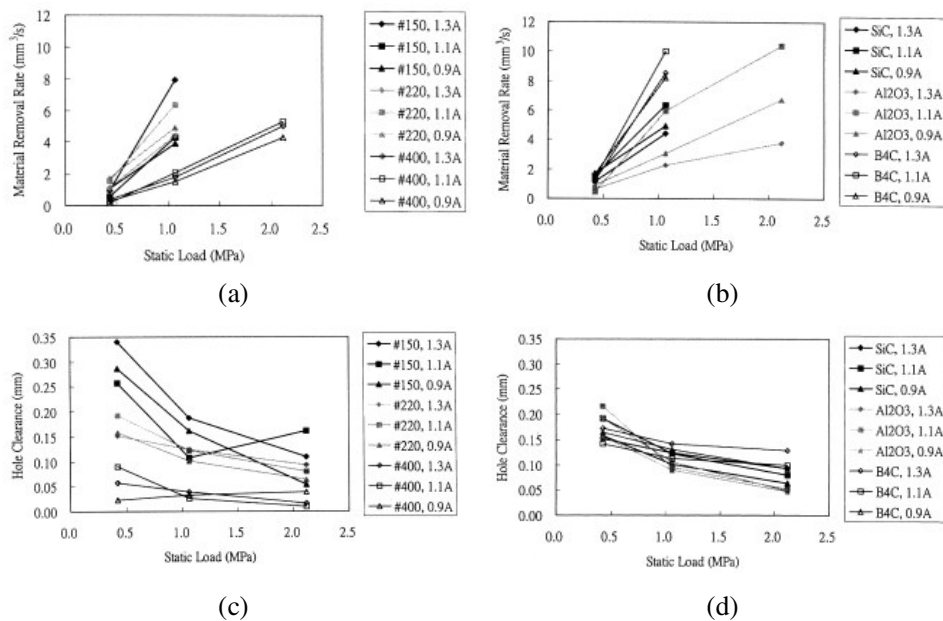 Material Removal Rate (mm³/s)
12
10
8
6
4
2
0
0.0 0.5 1.0 1.5 2.0 2.5
Static Load (MPa)
#150, 1.3A
#150, 1.1A
#150, 0.9A
#220, 1.3A
#220, 1.1A
#220, 0.9A
#400, 1.3A
#400, 1.1A
#400, 0.9A
(a)
Material Removal Rate (mm³/s)
12
10
8
6
4
2
0
0.0 0.5 1.0 1.5 2.0 2.5
Static Load (MPa)
SiC, 1.3A
SiC, 1.1A
SiC, 0.9A
Al2O3, 1.3A
Al2O3, 1.1A
Al2O3, 0.9A
B4C, 1.3A
B4C, 1.1A
B4C, 0.9A
(b)
Hole Clearance (mm)
0.35
0.30
0.25
0.20
0.15
0.10
0.05
0.00
0.0 0.5 1.0 1.5 2.0 2.5
Static Load (MPa)
#150, 1.3A
#150, 1.1A
#150, 0.9A
#220, 1.3A
#220, 1.1A
#220, 0.9A
#400, 1.3A
#400, 1.1A
#400, 0.9A
(c)
Hole Clearance (mm)
0.35
0.30
0.25
0.20
0.15
0.10
0.05
0.00
0.0 0.5 1.0 1.5 2.0 2.5
Static Load (MPa)
SiC, 1.3A
SiC, 1.1A
SiC, 0.9A
Al2O3, 1.3A
Al2O3, 1.1A
Al2O3, 0.9A
B4C, 1.3A
B4C, 1.1A
B4C, 0.9A
(d)